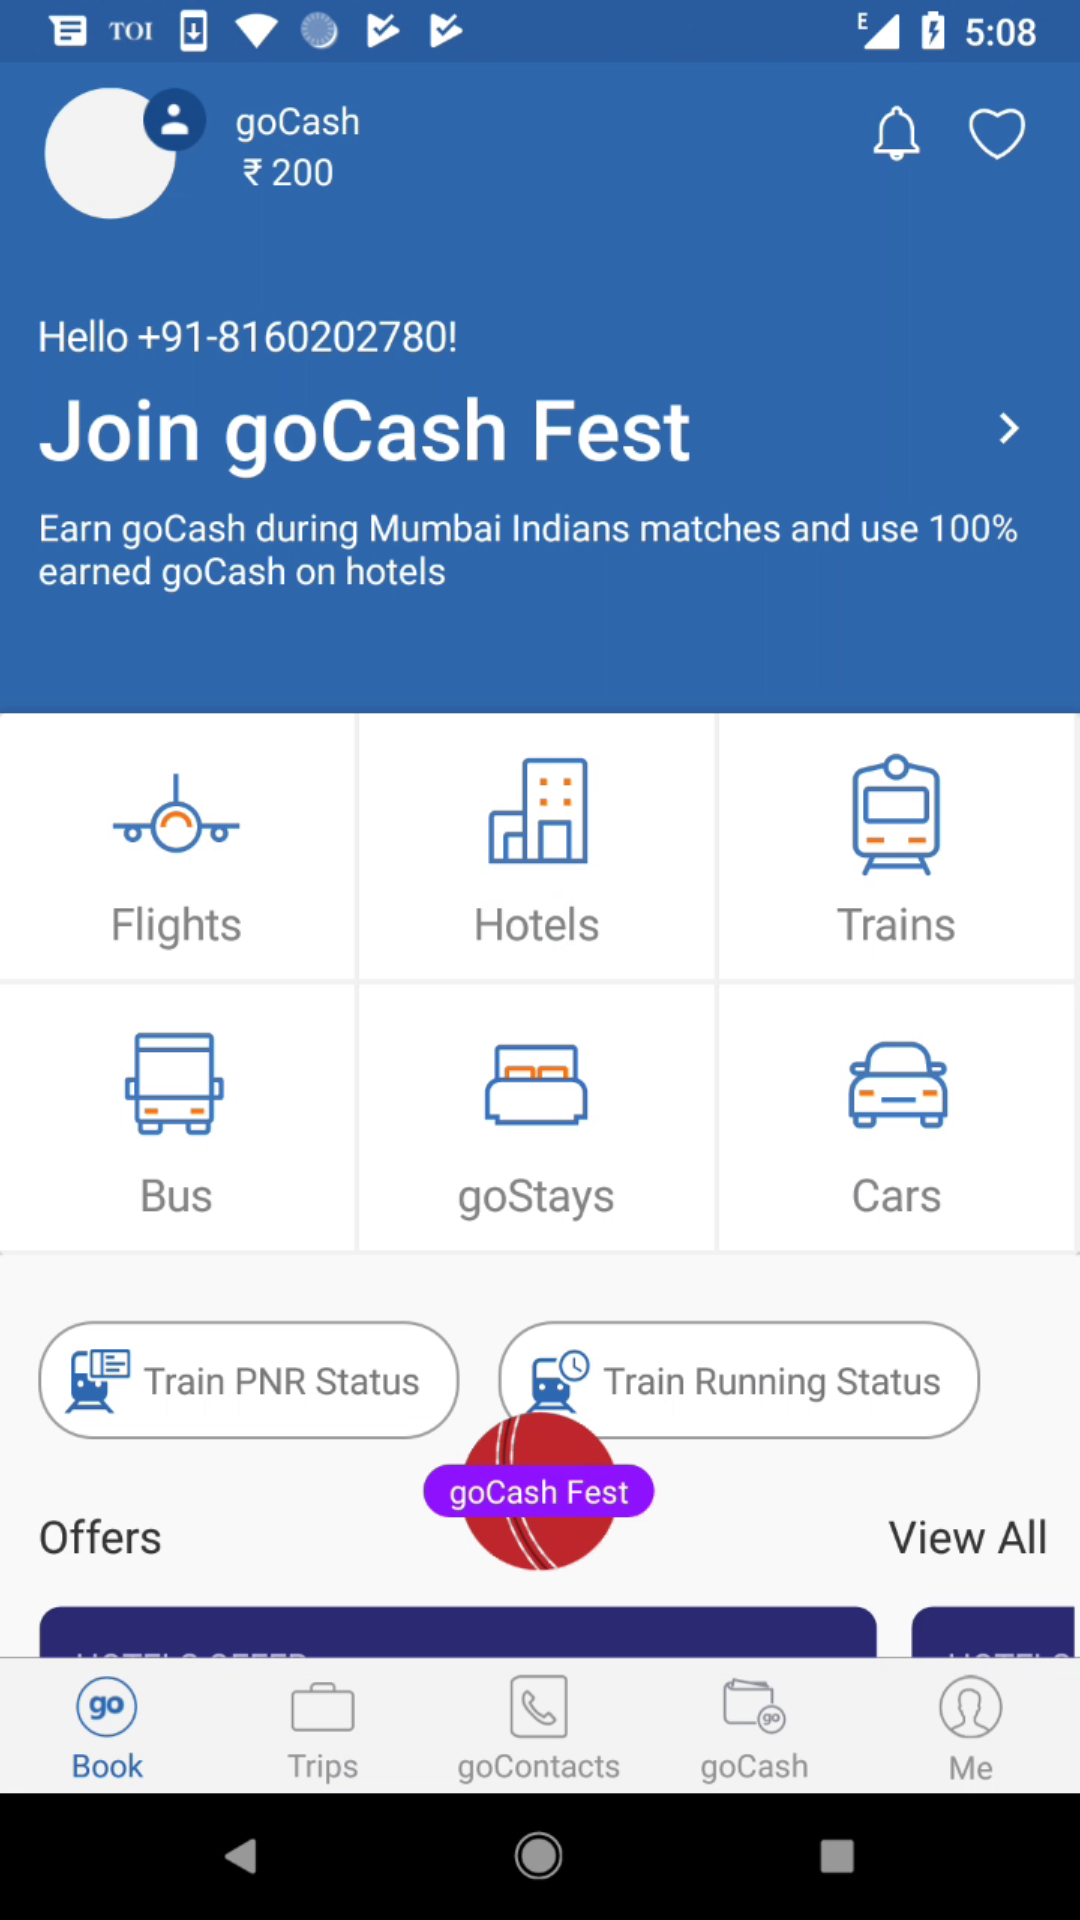 TOI
E
5:08
goCash
₹ 200
Hello +91-8160202780!
Join goCash Fest
Earn goCash during Mumbai Indians matches and use 100%
earned goCash on hotels
Flights
Hotels
Trains
Bus
goStays
Cars
Train PNR Status
Train Running Status
goCash Fest
Offers
View All
go
Book
Trips
goContacts
go
goCash
Me